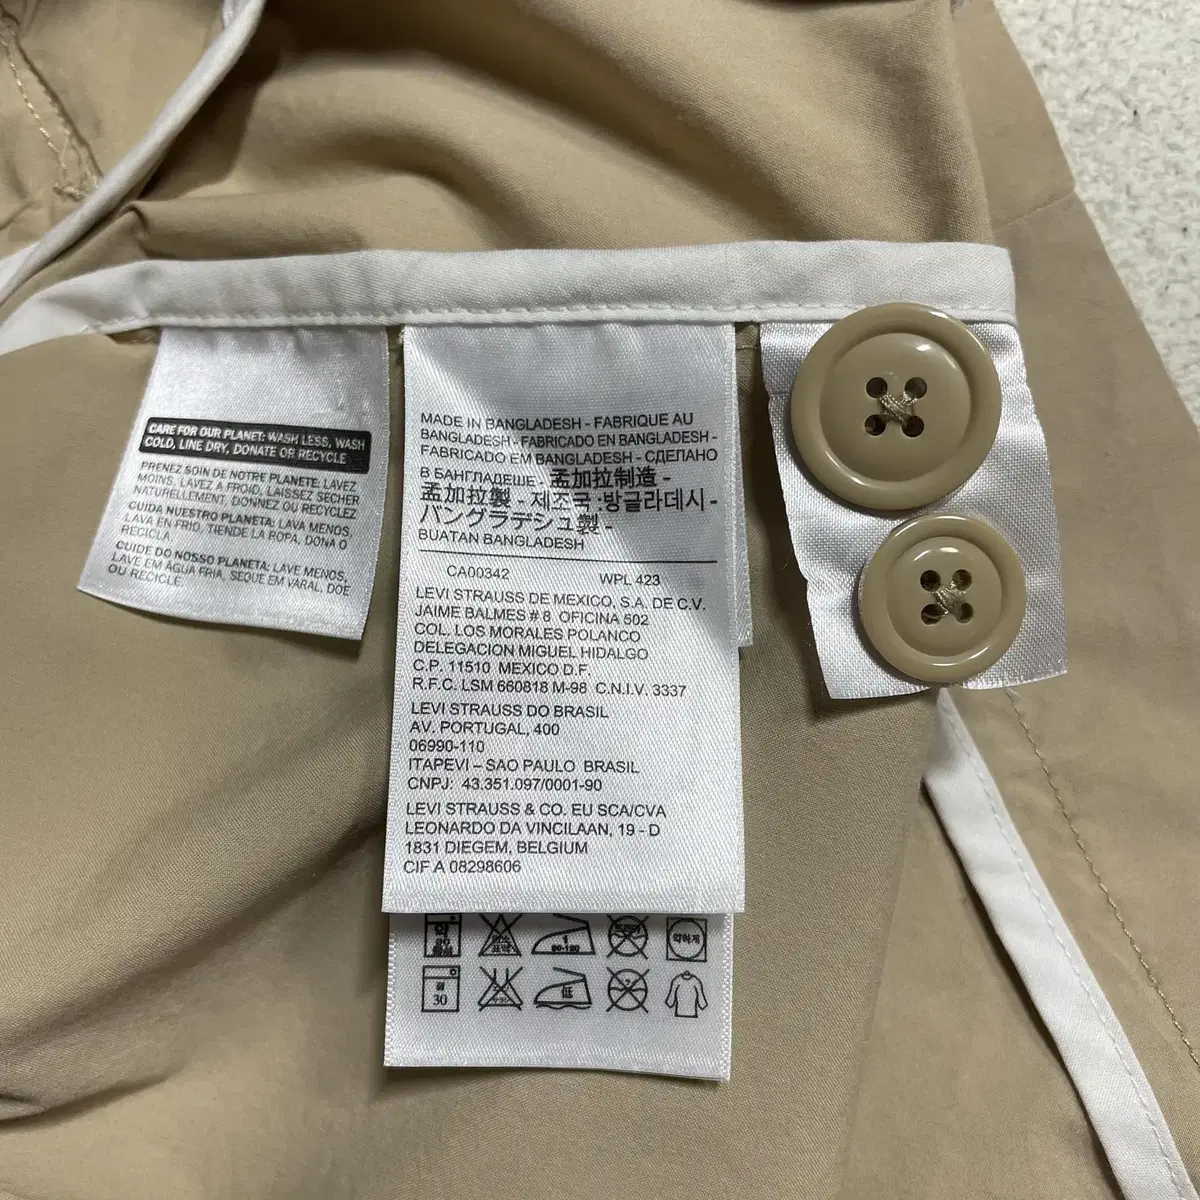 CARE FOR OUR PLANET: WASH LESS, WASH
COLD, LINE DRY, DONATE OR RECYCLE
PRENEZ SOIN DE NOTRE PLANETE: LAVEZ
MOINS, LAVEZ A FROID, LAISSEZ SECHER
NATURELLEMENT, DONNEZ OU RECYCLEZ
CUIDA NUESTRO PLANETA: LAVA MENOS,
LAVA EN FRIO, TIENDE LA ROPA, DONA O
RECICLA
CUIDE DO NOSSO PLANETA: LAVE MENOS,
LAVE EM ÁGUA FRIA, SEQUE EM VARAL, DOE
OU RECICLE
MADE IN BANGLADESH - FABRIQUE AU
BANGLADESH - FABRICADO EN BANGLADESH -
FABRICADO EM BANGLADESH - СДЕЛАНО
В БАНГЛАДЕШЕ - 孟加拉制造 -
孟加拉製 - 제조국 :방글라데시 -
バングラデシュ製 -
BUATAN BANGLADESH
CA00342 WPL 423
LEVI STRAUSS DE MEXICO, S.A. DE C.V.
JAIME BALMES # 8 OFICINA 502
COL. LOS MORALES POLANCO
DELEGACION MIGUEL HIDALGO
C.P. 11510 MEXICO D.F.
R.F.C. LSM 660818 M-98 C.N.I.V. 3337
LEVI STRAUSS DO BRASIL
AV. PORTUGAL, 400
06990-110
ITAPEVI – SAO PAULO BRASIL
CNPJ: 43.351.097/0001-90
LEVI STRAUSS & CO. EU SCA/CVA
LEONARDO DA VINCILAAN, 19 - D
1831 DIEGEM, BELGIUM
CIF A 08298606
약 1 약하게
30 低